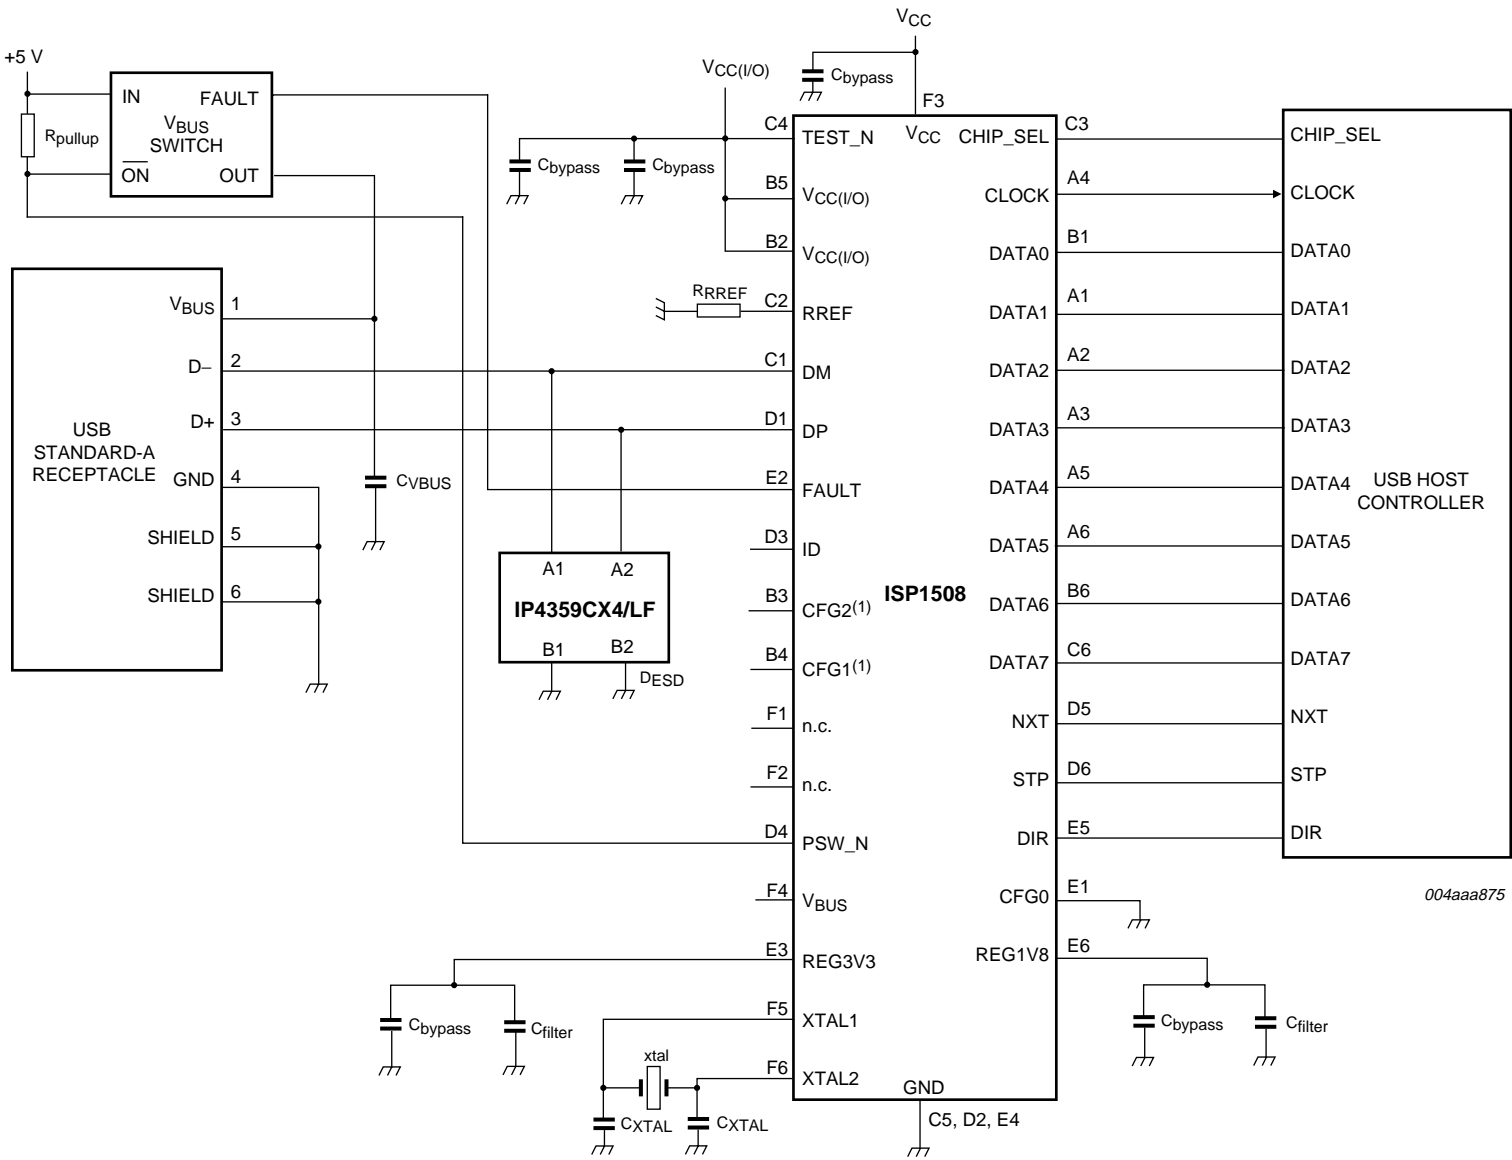 +5 V
IN
FAULT
VBUS
SWITCH
ON
OUT
Rpullup
VCC
VCC(I/O)
Cbypass
F3
Cbypass
Cbypass
USB
STANDARD-A
RECEPTACLE
VBUS 1
D− 2
D+ 3
GND 4
SHIELD 5
SHIELD 6
CVBUS
A1 A2
IP4359CX4/LF
B1 B2
DESD
RRREF
ISP1508
VCC
C4 TEST_N
B5 VCC(I/O)
B2 VCC(I/O)
C2 RREF
C1 DM
D1 DP
E2 FAULT
D3 ID
B3 CFG2(1)
B4 CFG1(1)
F1 n.c.
F2 n.c.
D4 PSW_N
F4 VBUS
E3 REG3V3
F5 XTAL1
F6 XTAL2
GND
C5, D2, E4
CHIP_SEL C3 CHIP_SEL
CLOCK A4 CLOCK
DATA0 B1 DATA0
DATA1 A1 DATA1
DATA2 A2 DATA2
DATA3 A3 DATA3
DATA4 A5 DATA4
DATA5 A6 DATA5
DATA6 B6 DATA6
DATA7 C6 DATA7
NXT D5 NXT
STP D6 STP
DIR E5 DIR
CFG0 E1
REG1V8 E6
USB HOST
CONTROLLER
004aaa875
Cbypass
Cfilter
xtal
CXTAL
CXTAL
Cbypass
Cfilter